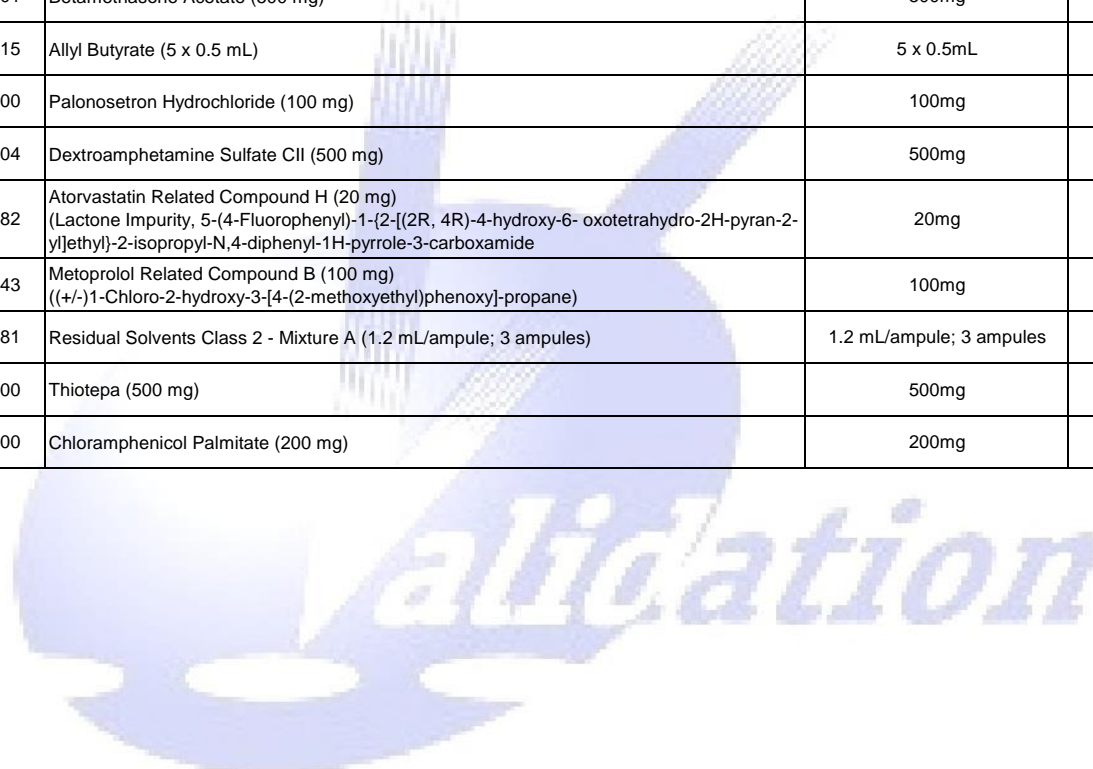 15 Allyl Butyrate (5 x 0.5 mL) 5 x 0.5mL
00 Palonosetron Hydrochloride (100 mg) 100mg
04 Dextroamphetamine Sulfate CII (500 mg) 500mg
Atorvastatin Related Compound H (20 mg)
82 (Lactone Impurity, 5-(4-Fluorophenyl)-1-{2-[(2R, 4R)-4-hydroxy-6- oxotetrahydro-2H-pyran-2- 20mg
yl]ethyl}-2-isopropyl-N,4-diphenyl-1H-pyrrole-3-carboxamide
43 Metoprolol Related Compound B (100 mg) 100mg
((+/-)1-Chloro-2-hydroxy-3-[4-(2-methoxyethyl)phenoxy]-propane)
81 Residual Solvents Class 2 - Mixture A (1.2 mL/ampule; 3 ampules) 1.2 mL/ampule; 3 ampules
00 Thiotepa (500 mg) 500mg
00 Chloramphenicol Palmitate (200 mg) 200mg
Validation